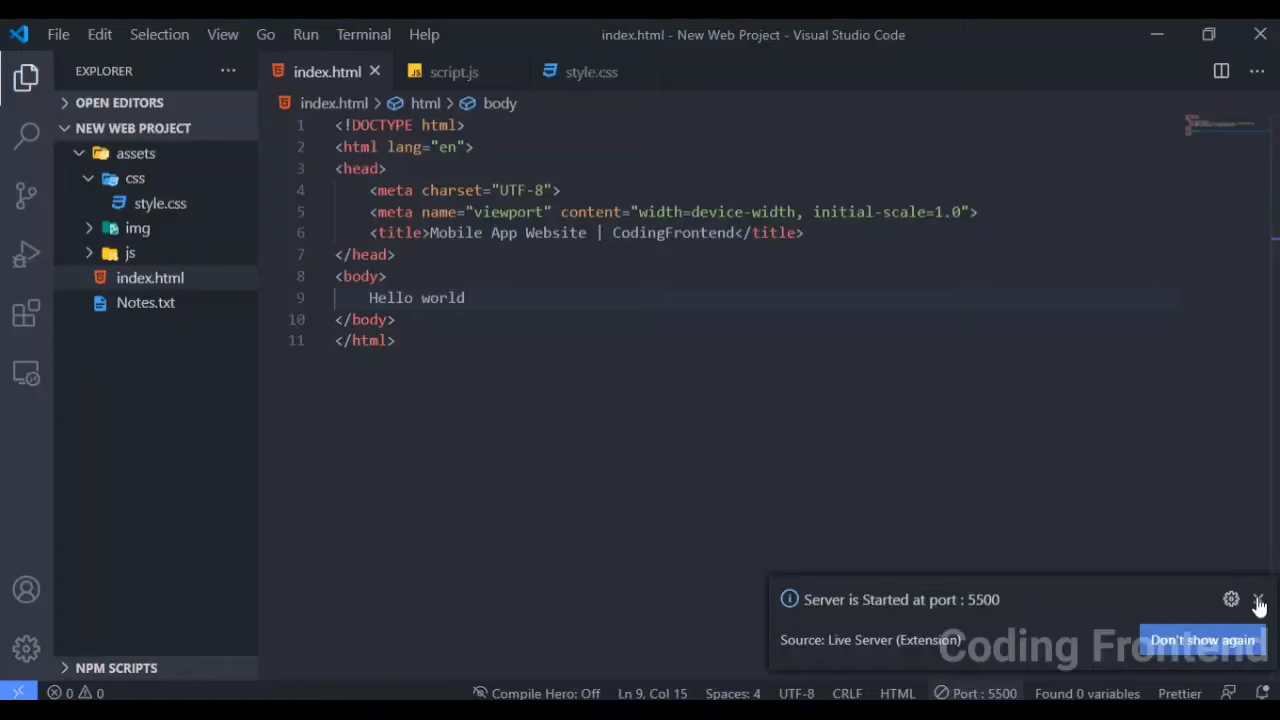 File Edit Selection View Go Run Terminal Help index.html - New Web Project - Visual Studio Code
EXPLORER ...
OPEN EDITORS
NEW WEB PROJECT
assets
css
style.css
img
js
index.html
Notes.txt
NPM SCRIPTS
index.html script.js style.css
index.html > html > body
1 <!DOCTYPE html>
2 <html lang="en">
3 <head>
4 <meta charset="UTF-8">
5 <meta name="viewport" content="width=device-width, initial-scale=1.0">
6 <title>Mobile App Website | CodingFrontend</title>
7 </head>
8 <body>
9 Hello world
10 </body>
11 </html>
Server is Started at port : 5500
Source: Live Server (Extension) Don't show again
Coding Frontend
0 0 Compile Hero: Off Ln 9, Col 15 Spaces: 4 UTF-8 CRLF HTML Port : 5500 Found 0 variables Prettier